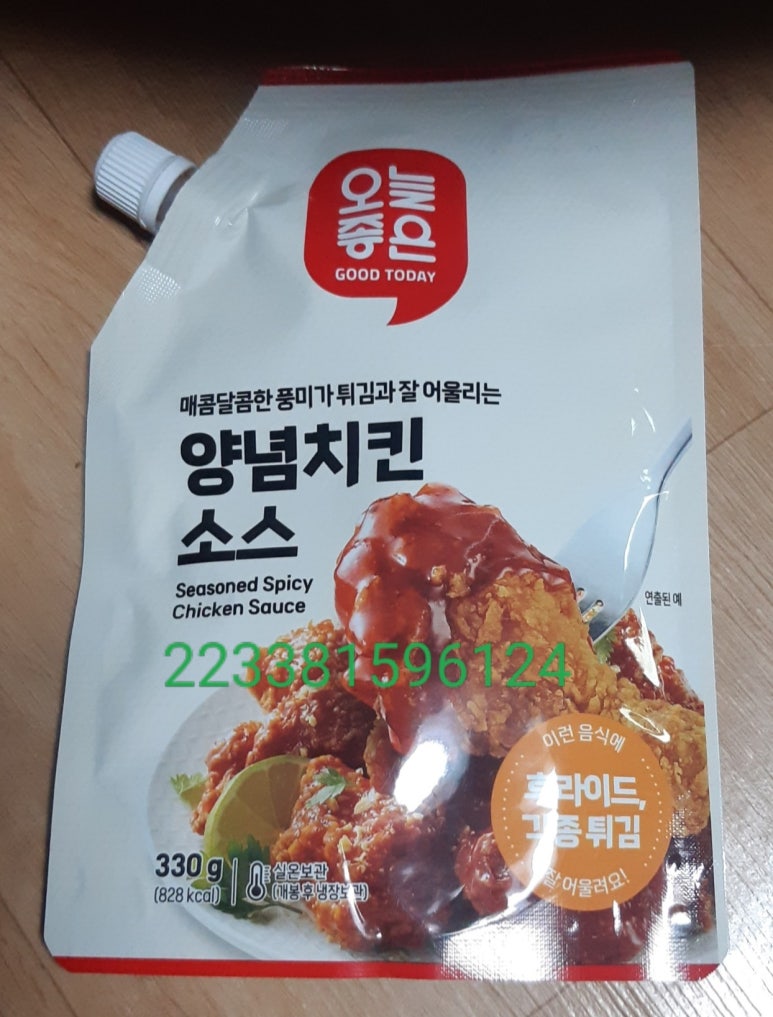 오늘
좋은
GOOD TODAY
매콤달콤한 풍미가 튀김과 잘 어울리는
양념치킨
소스
Seasoned Spicy
Chicken Sauce
연출된 예
223381596124
이런 음식에
후라이드,
각종 튀김
잘 어울려요!
330 g
(828 kcal)
실온보관
(개봉 후 냉장보관)